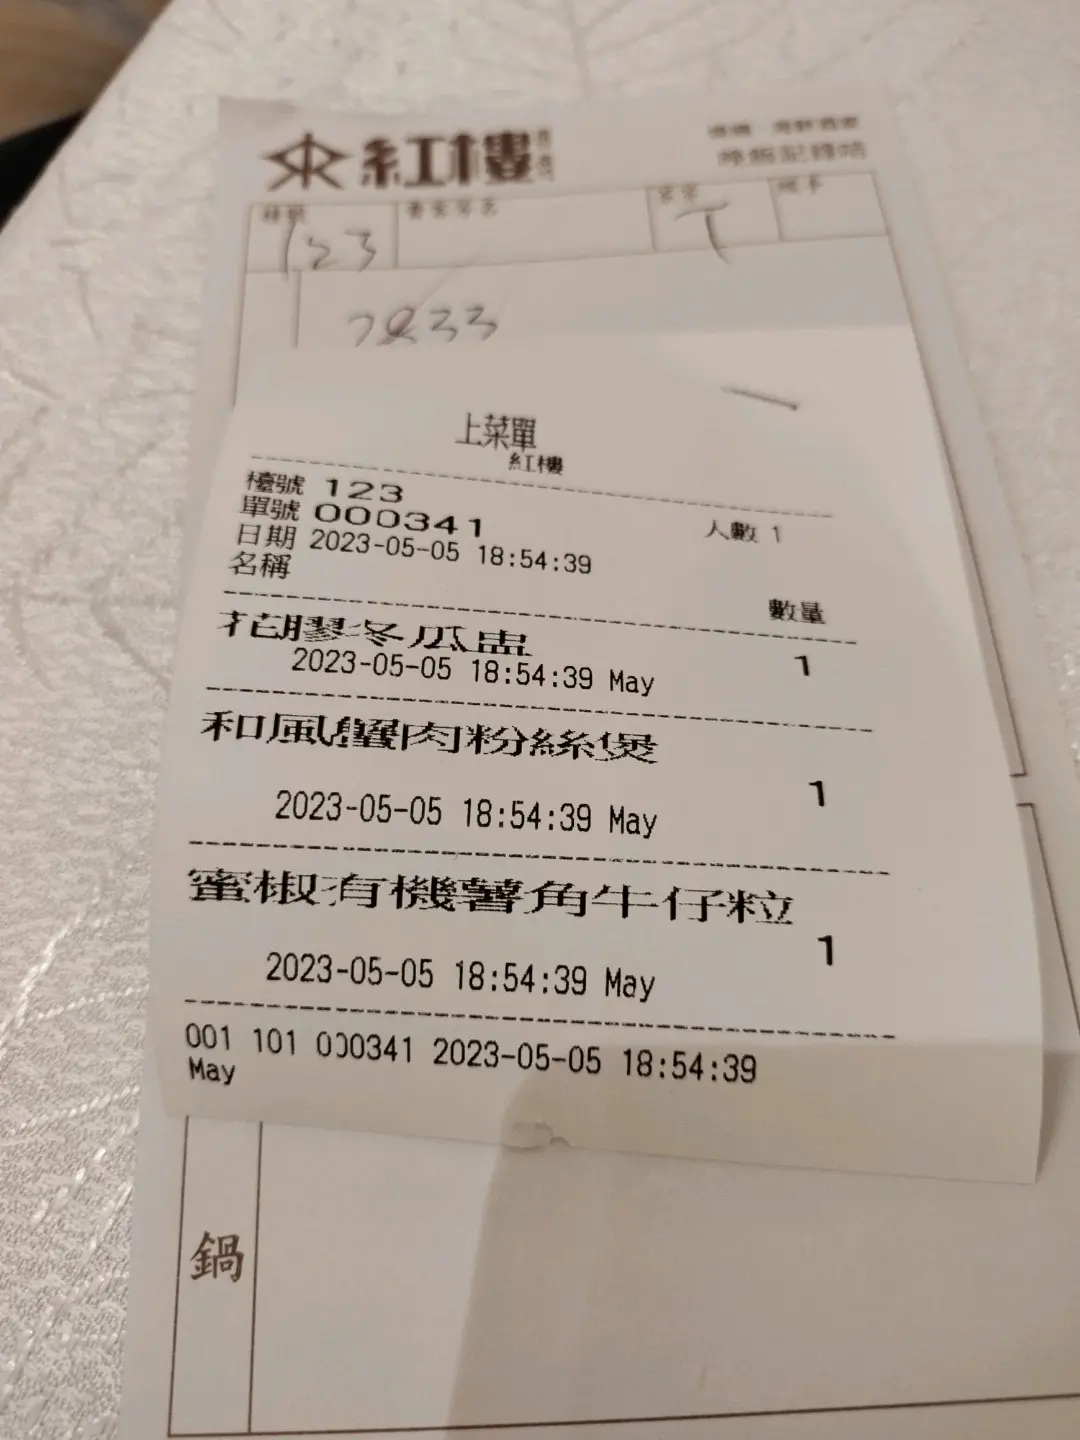 紅樓
123
7833
上菜單
紅樓
檯號 123
單號 000341 人數 1
日期 2023-05-05 18:54:39
名稱 數量
花膠冬瓜盅 1
2023-05-05 18:54:39 May
和風蟹肉粉絲煲 1
2023-05-05 18:54:39 May
蜜椒有機薯角牛仔粒 1
2023-05-05 18:54:39 May
001 101 000341 2023-05-05 18:54:39
May
鍋